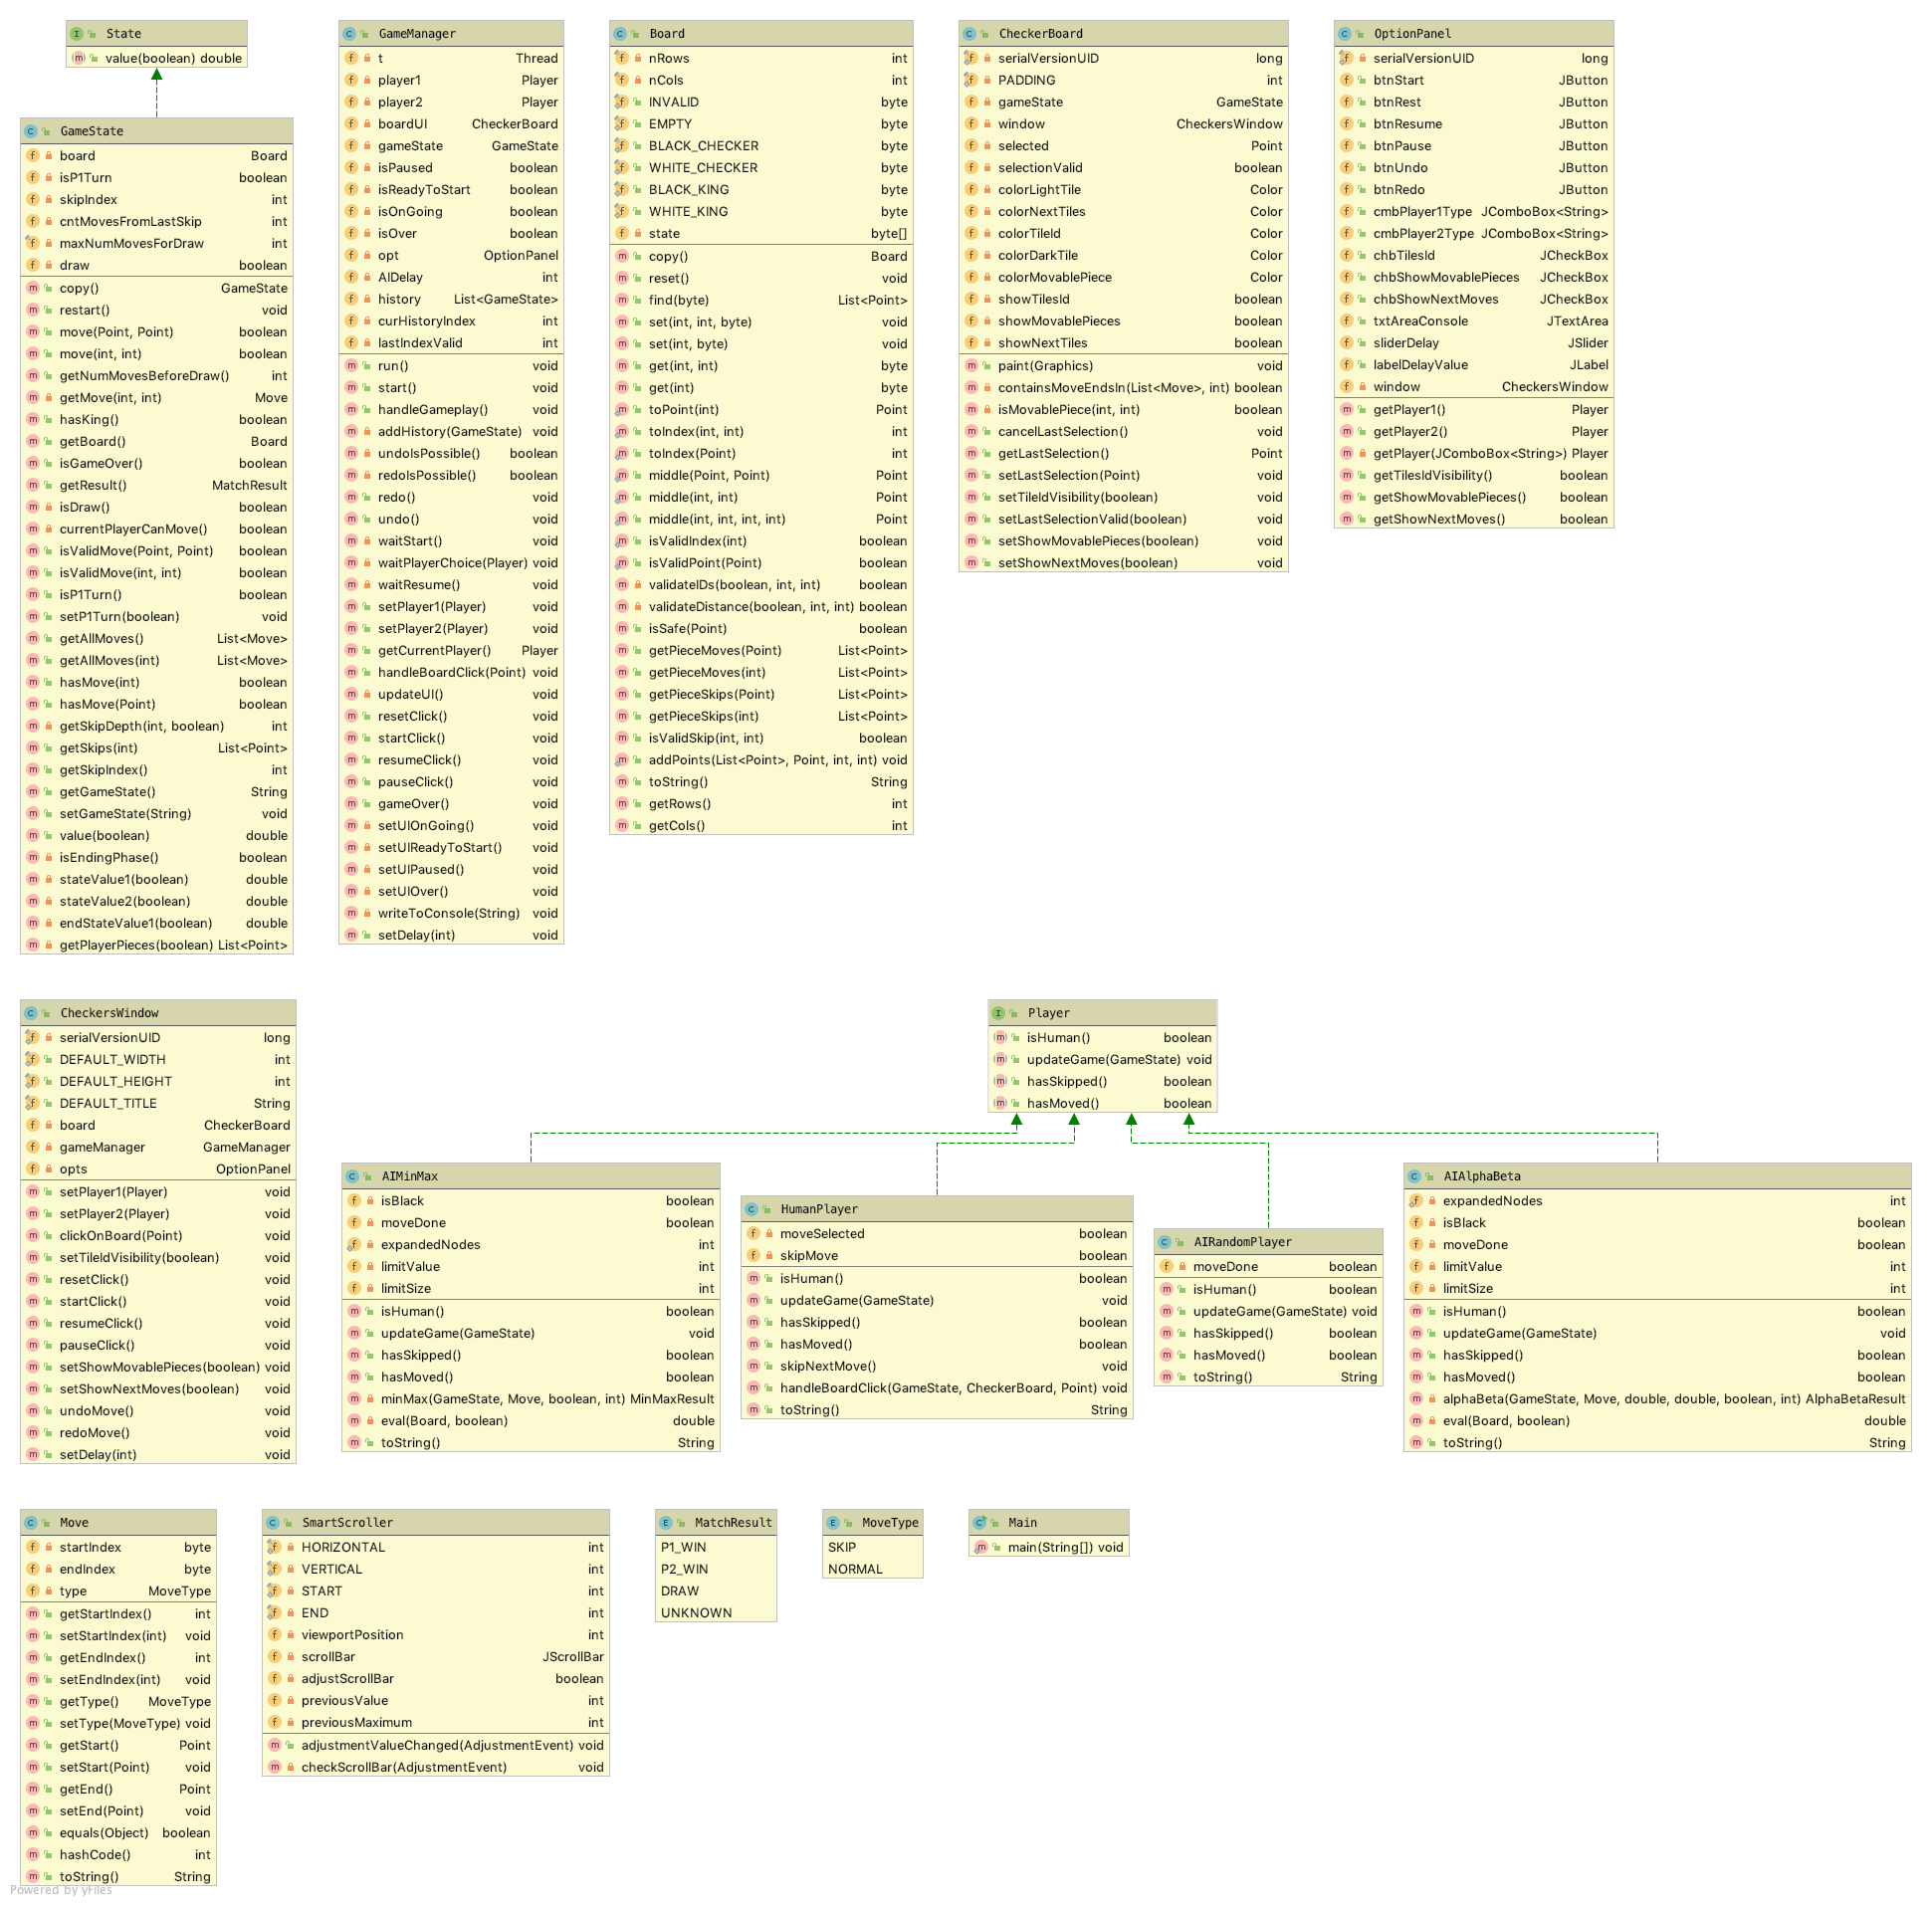 State
value(boolean) double
GameState
board Board
isP1Turn boolean
skipIndex int
cntMovesFromLastSkip int
maxNumMovesForDraw int
draw boolean
copy() GameState
restart() void
move(Point, Point) boolean
move(int, int) boolean
getNumMovesBeforeDraw() int
getMove(int, int) Move
hasKing() boolean
getBoard() Board
isGameOver() boolean
getResult() MatchResult
isDraw() boolean
currentPlayerCanMove() boolean
isValidMove(Point, Point) boolean
isValidMove(int, int) boolean
isP1Turn() boolean
setP1Turn(boolean) void
getAllMoves() List<Move>
getAllMoves(int) List<Move>
hasMove(int) boolean
hasMove(Point) boolean
getSkipDepth(int, boolean) int
getSkips(int) List<Point>
getSkipIndex() int
getGameState() String
setGameState(String) void
value(boolean) double
isEndingPhase() boolean
stateValue1(boolean) double
stateValue2(boolean) double
endStateValue1(boolean) double
getPlayerPieces(boolean) List<Point>
GameManager
t Thread
player1 Player
player2 Player
boardUI CheckerBoard
gameState GameState
isPaused boolean
isReadyToStart boolean
isOnGoing boolean
isOver boolean
opt OptionPanel
AIDelay int
history List<GameState>
curHistoryIndex int
lastIndexValid int
run() void
start() void
handleGameplay() void
addHistory(GameState) void
undoIsPossible() boolean
redoIsPossible() boolean
redo() void
undo() void
waitStart() void
waitPlayerChoice(Player) void
waitResume() void
setPlayer1(Player) void
setPlayer2(Player) void
getCurrentPlayer() Player
handleBoardClick(Point) void
updateUI() void
resetClick() void
startClick() void
resumeClick() void
pauseClick() void
gameOver() void
setUIOnGoing() void
setUIReadyToStart() void
setUIPaused() void
setUIOver() void
writeToConsole(String) void
setDelay(int) void
Board
nRows int
nCols int
INVALID byte
EMPTY byte
BLACK_CHECKER byte
WHITE_CHECKER byte
BLACK_KING byte
WHITE_KING byte
state byte[]
copy() Board
reset() void
find(byte) List<Point>
set(int, int, byte) void
set(int, byte) void
get(int, int) byte
get(int) byte
toPoint(int) Point
toIndex(int, int) int
toIndex(Point) int
middle(Point, Point) Point
middle(int, int) Point
middle(int, int, int, int) Point
isValidIndex(int) boolean
isValidPoint(Point) boolean
validateIDs(boolean, int, int) boolean
validateDistance(boolean, int, int) boolean
isSafe(Point) boolean
getPieceMoves(Point) List<Point>
getPieceMoves(int) List<Point>
getPieceSkips(Point) List<Point>
getPieceSkips(int) List<Point>
isValidSkip(int, int) boolean
addPoints(List<Point>, Point, int, int) void
toString() String
getRows() int
getCols() int
CheckerBoard
serialVersionUID long
PADDING int
gameState GameState
window CheckersWindow
selected Point
selectionValid boolean
colorLightTile Color
colorNextTiles Color
colorTileId Color
colorDarkTile Color
colorMovablePiece Color
showTilesId boolean
showMovablePieces boolean
showNextTiles boolean
paint(Graphics) void
containsMoveEndsIn(List<Move>, int) boolean
isMovablePiece(int, int) boolean
cancelLastSelection() void
getLastSelection() Point
setLastSelection(Point) void
setTileIdVisibility(boolean) void
setLastSelectionValid(boolean) void
setShowMovablePieces(boolean) void
setShowNextMoves(boolean) void
OptionPanel
serialVersionUID long
btnStart JButton
btnRest JButton
btnResume JButton
btnPause JButton
btnUndo JButton
btnRedo JButton
cmbPlayer1Type JComboBox<String>
cmbPlayer2Type JComboBox<String>
chbTilesId JCheckBox
chbShowMovablePieces JCheckBox
chbShowNextMoves JCheckBox
txtAreaConsole JTextArea
sliderDelay JSlider
labelDelayValue JLabel
window CheckersWindow
getPlayer1() Player
getPlayer2() Player
getPlayer(JComboBox<String>) Player
getTilesIdVisibility() boolean
getShowMovablePieces() boolean
getShowNextMoves() boolean
CheckersWindow
serialVersionUID long
DEFAULT_WIDTH int
DEFAULT_HEIGHT int
DEFAULT_TITLE String
board CheckerBoard
gameManager GameManager
opts OptionPanel
setPlayer1(Player) void
setPlayer2(Player) void
clickOnBoard(Point) void
setTileIdVisibility(boolean) void
resetClick() void
startClick() void
resumeClick() void
pauseClick() void
setShowMovablePieces(boolean) void
setShowNextMoves(boolean) void
undoMove() void
redoMove() void
setDelay(int) void
Player
isHuman() boolean
updateGame(GameState) void
hasSkipped() boolean
hasMoved() boolean
AIMinMax
isBlack boolean
moveDone boolean
expandedNodes int
limitValue int
limitSize int
isHuman() boolean
updateGame(GameState) void
hasSkipped() boolean
hasMoved() boolean
minMax(GameState, Move, boolean, int) MinMaxResult
eval(Board, boolean) double
toString() String
HumanPlayer
moveSelected boolean
skipMove boolean
isHuman() boolean
updateGame(GameState) void
hasSkipped() boolean
hasMoved() boolean
skipNextMove() void
handleBoardClick(GameState, CheckerBoard, Point) void
toString() String
AIRandomPlayer
moveDone boolean
isHuman() boolean
updateGame(GameState) void
hasSkipped() boolean
hasMoved() boolean
toString() String
AIAlphaBeta
expandedNodes int
isBlack boolean
moveDone boolean
limitValue int
limitSize int
isHuman() boolean
updateGame(GameState) void
hasSkipped() boolean
hasMoved() boolean
alphaBeta(GameState, Move, double, double, boolean, int) AlphaBetaResult
eval(Board, boolean) double
toString() String
Move
startIndex byte
endIndex byte
type MoveType
getStartIndex() int
setStartIndex(int) void
getEndIndex() int
setEndIndex(int) void
getType() MoveType
setType(MoveType) void
getStart() Point
setStart(Point) void
getEnd() Point
setEnd(Point) void
equals(Object) boolean
hashCode() int
toString() String
SmartScroller
HORIZONTAL int
VERTICAL int
START int
END int
viewportPosition int
scrollBar JScrollBar
adjustScrollBar boolean
previousValue int
previousMaximum int
adjustmentValueChanged(AdjustmentEvent) void
checkScrollBar(AdjustmentEvent) void
MatchResult
P1_WIN
P2_WIN
DRAW
UNKNOWN
MoveType
SKIP
NORMAL
Main
main(String[]) void
Powered by yFiles